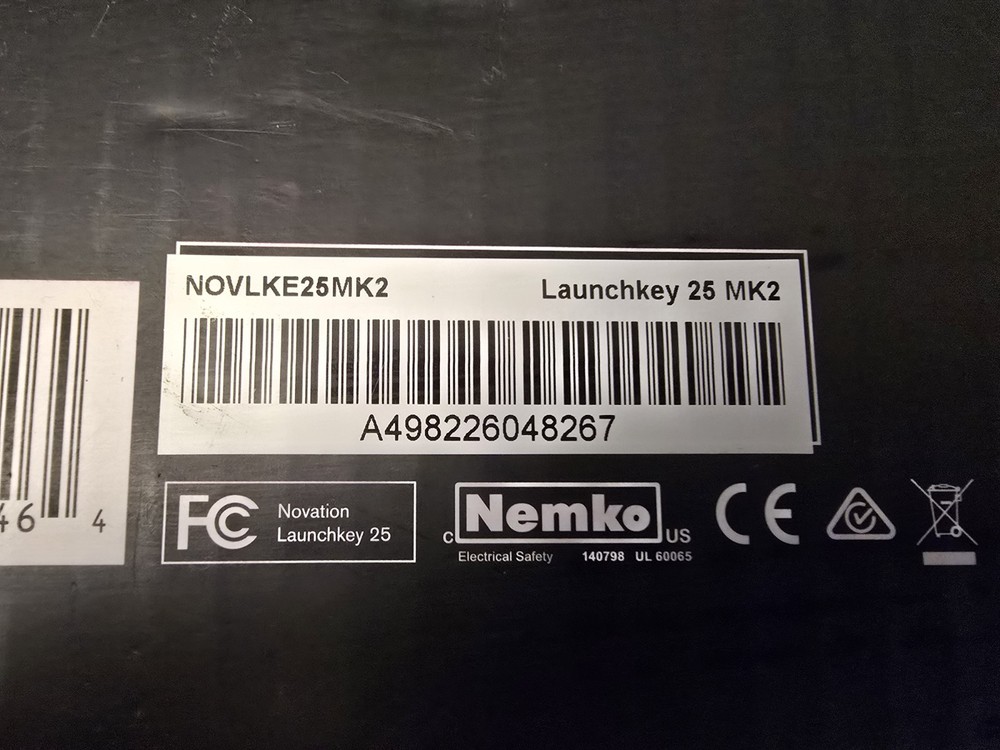 NOVLKE25MK2
Launchkey 25 MK2
A498226048267
46 4
FC
Novation
Launchkey 25
c Nemko US
Electrical Safety 140798 UL 60065
CE